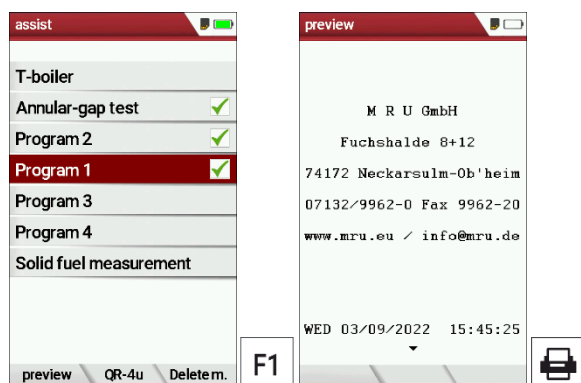 assist
T-boiler
Annular-gap test
Program 2
Program 1
Program 3
Program 4
Solid fuel measurement
preview QR-4u Delete m.
F1
preview
M R U GmbH
Fuchshalde 8+12
74172 Neckarsulm-Ob'heim
07132/9962-0 Fax 9962-20
www.mru.eu / info@mru.de
WED 03/09/2022 15:45:25